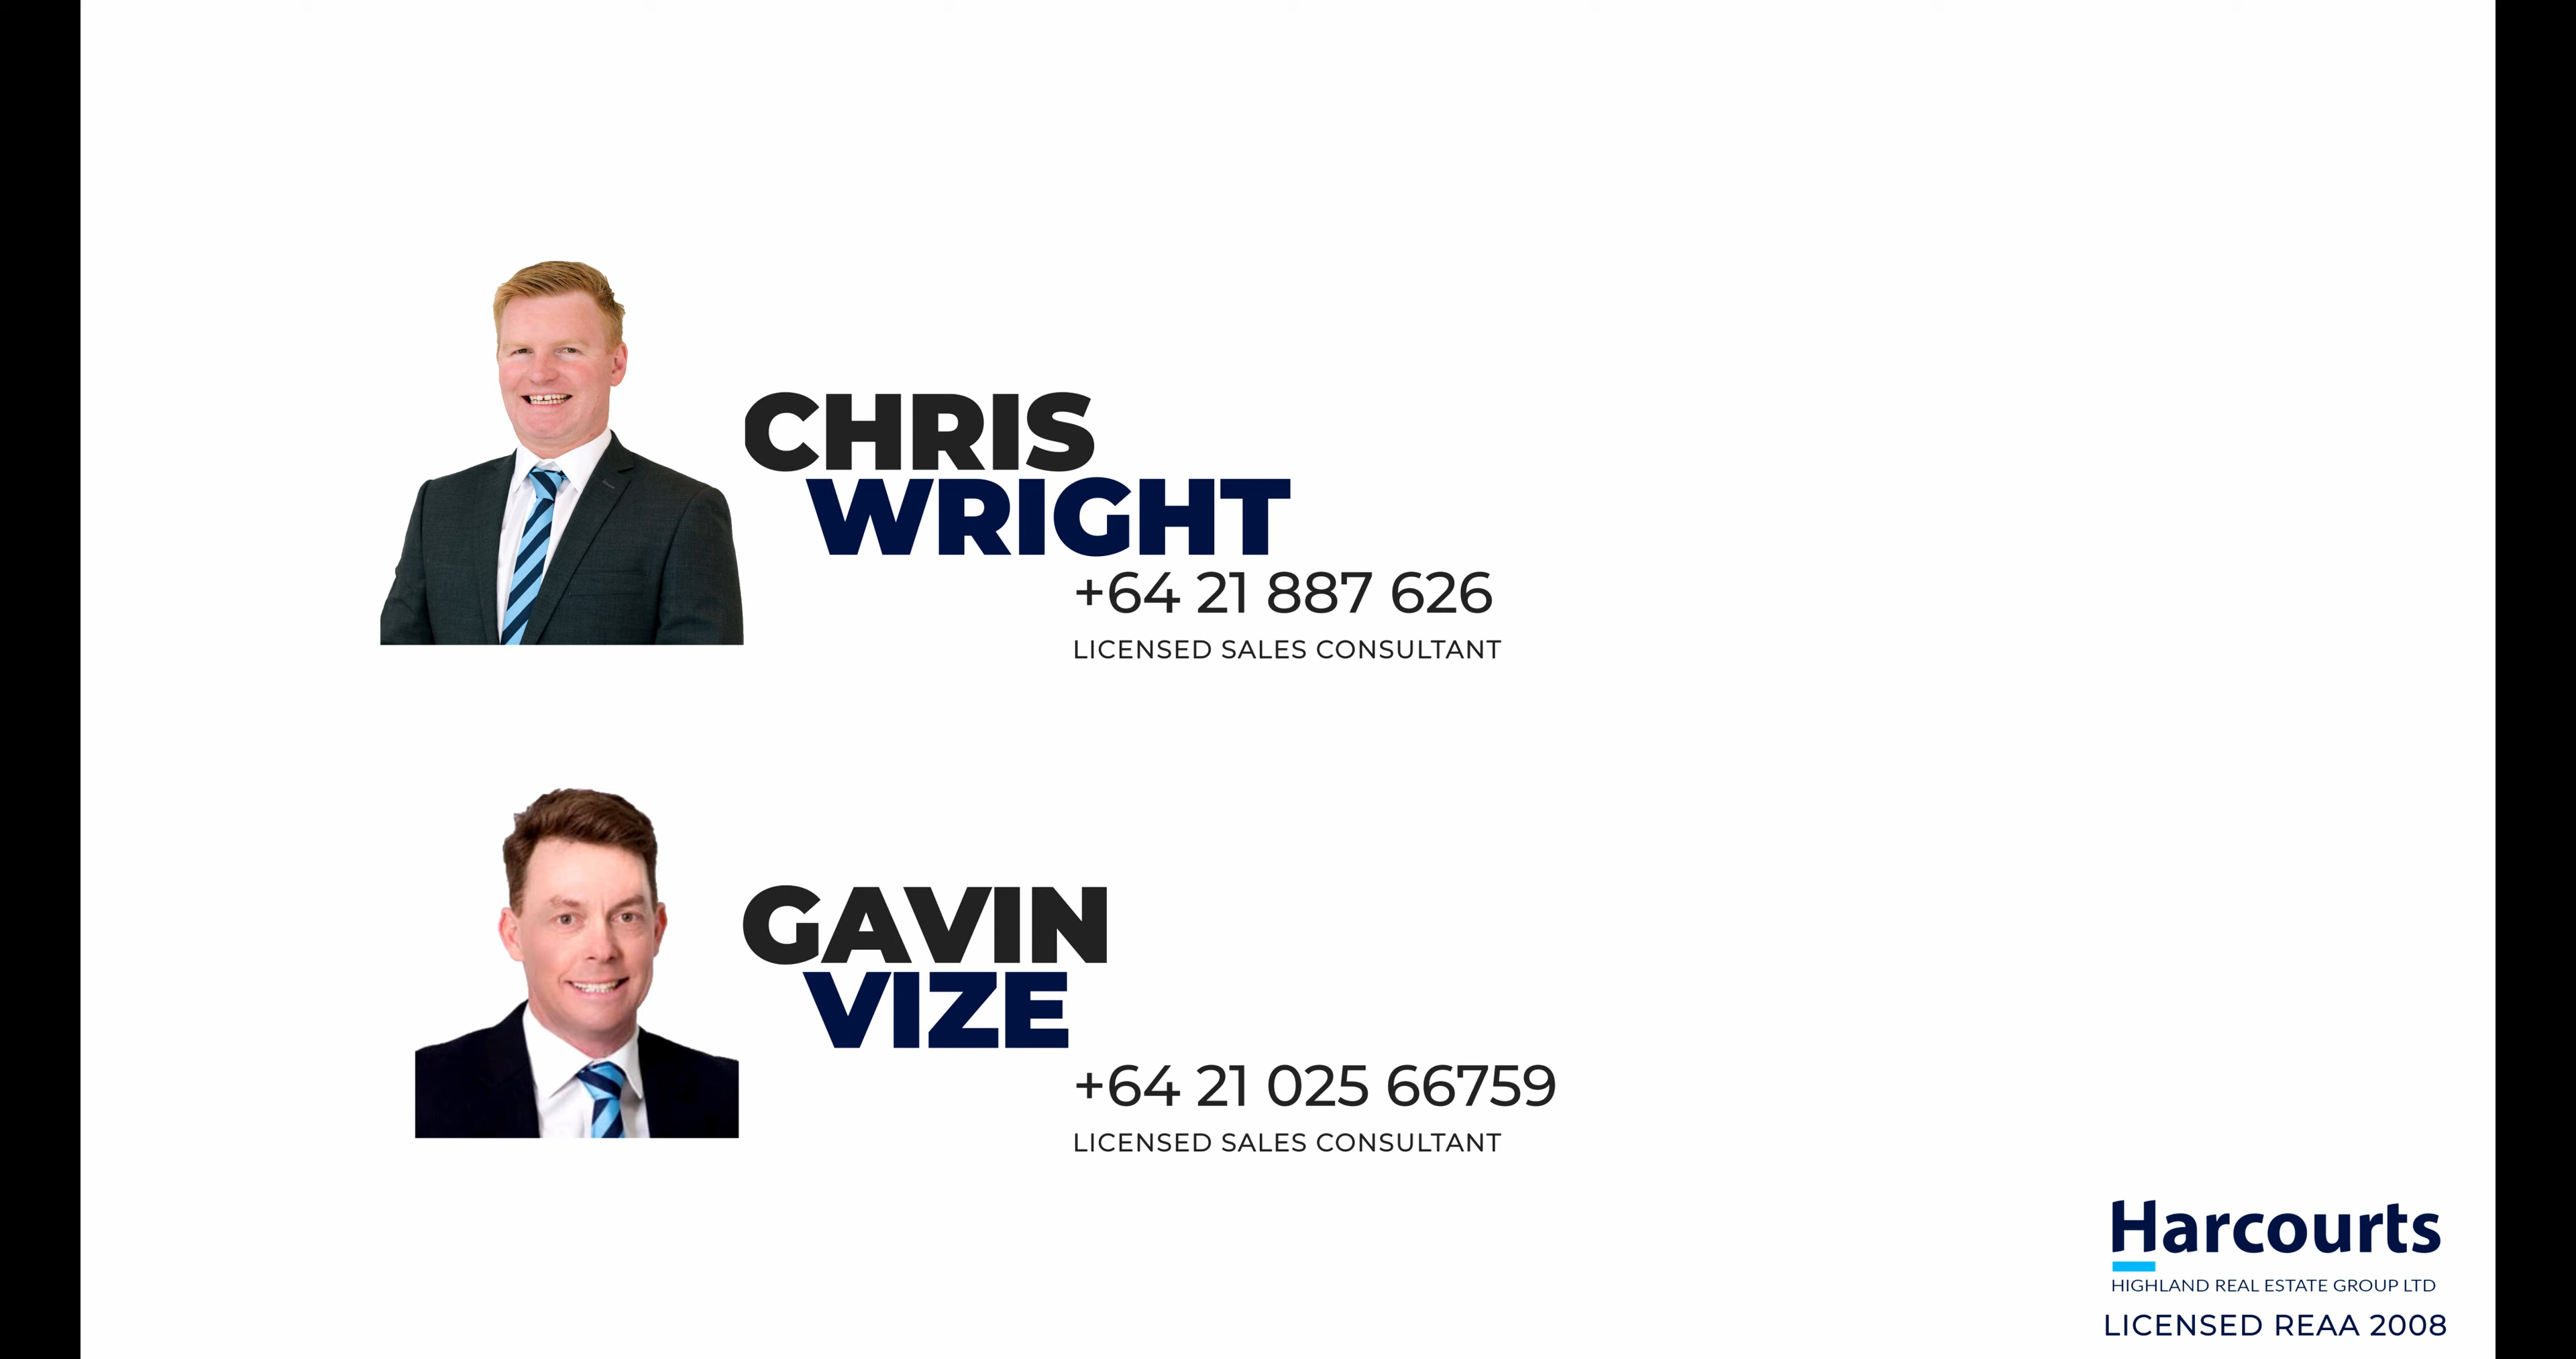 CHRIS
WRIGHT
+64 21 887 626
LICENSED SALES CONSULTANT
GAVIN
VIZE
+64 21 025 66759
LICENSED SALES CONSULTANT
Harcourts
HIGHLAND REAL ESTATE GROUP LTD
LICENSED REAA 2008